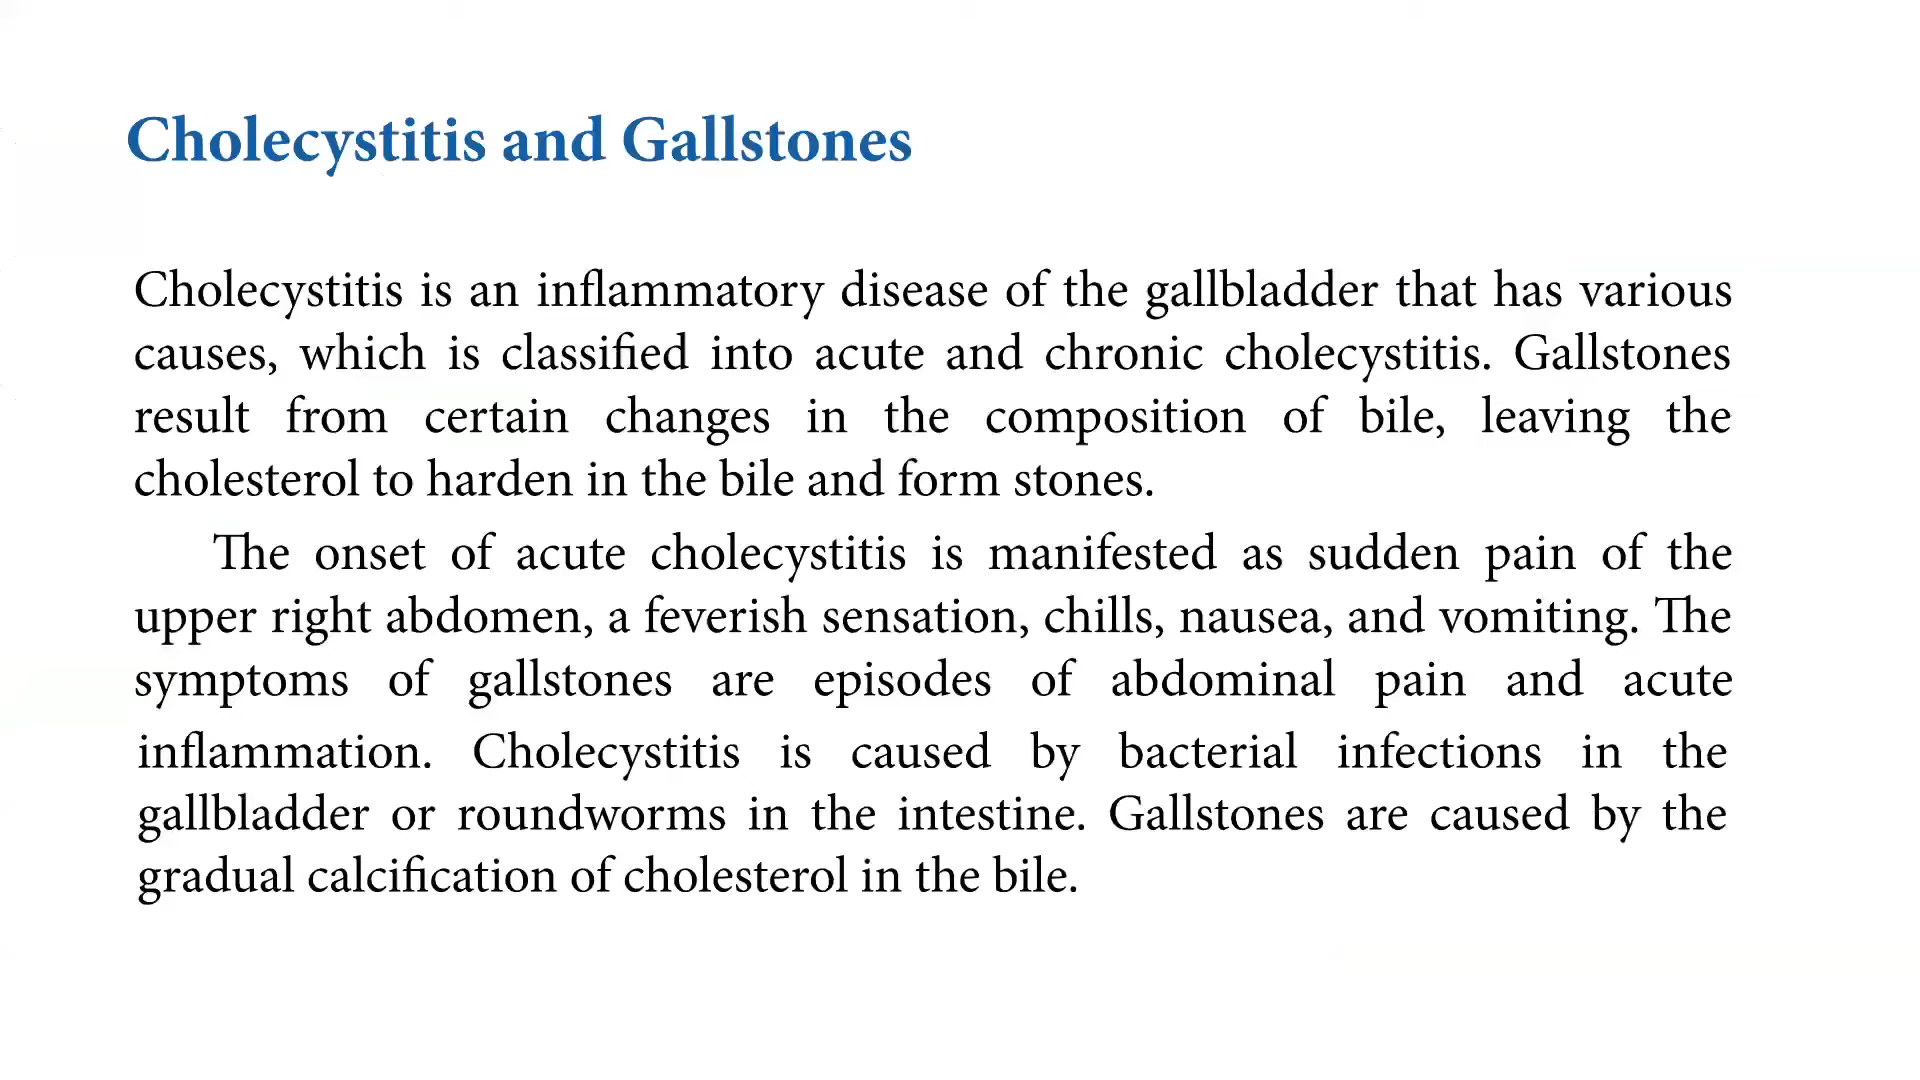 Cholecystitis and Gallstones
Cholecystitis is an inflammatory disease of the gallbladder that has various
causes, which is classified into acute and chronic cholecystitis. Gallstones
result from certain changes in the composition of bile, leaving the
cholesterol to harden in the bile and form stones.
The onset of acute cholecystitis is manifested as sudden pain of the
upper right abdomen, a feverish sensation, chills, nausea, and vomiting. The
symptoms of gallstones are episodes of abdominal pain and acute
inflammation. Cholecystitis is caused by bacterial infections in the
gallbladder or roundworms in the intestine. Gallstones are caused by the
gradual calcification of cholesterol in the bile.